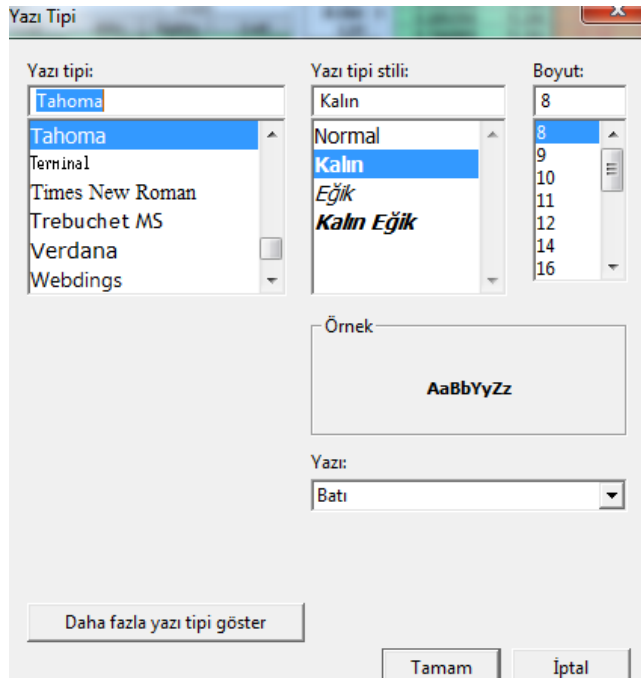 Yazı Tipi
Yazı tipi:
Tahoma
Tahoma
Terminal
Times New Roman
Trebuchet MS
Verdana
Webdings
Yazı tipi stili:
Kalın
Normal
Kalın
Eğik
Kalın Eğik
Boyut:
8
8
9
10
11
12
14
16
Örnek
AaBbYyZz
Yazı:
Batı
Daha fazla yazı tipi göster
Tamam
İptal